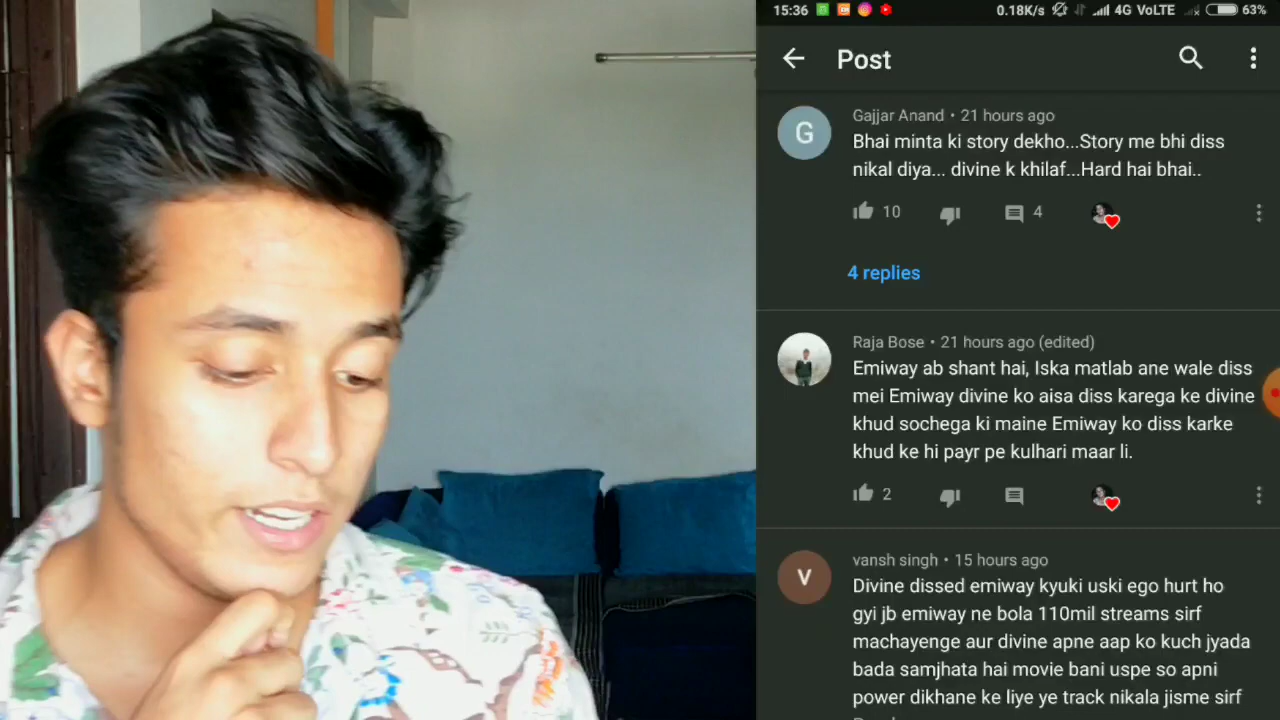 15:36 0.18K/s 4G VoLTE 63%
Post
G
Gajjar Anand • 21 hours ago
Bhai minta ki story dekho...Story me bhi diss
nikal diya... divine k khilaf...Hard hai bhai..
10 4
4 replies
Raja Bose • 21 hours ago (edited)
Emiway ab shant hai, Iska matlab ane wale diss
mei Emiway divine ko aisa diss karega ke divine
khud sochega ki maine Emiway ko diss karke
khud ke hi payr pe kulhari maar li.
2
V
vansh singh • 15 hours ago
Divine dissed emiway kyuki uski ego hurt ho
gyi jb emiway ne bola 110mil streams sirf
machayenge aur divine apne aap ko kuch jyada
bada samjhata hai movie bani uspe so apni
power dikhane ke liye ye track nikala jisme sirf